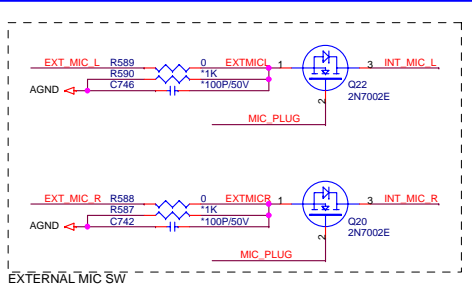 EXT_MIC_L R589 0 EXTMICL 1 3 INT_MIC_L
R590 *1K
AGND C746 *100P/50V
Q22
2 2N7002E
MIC_PLUG
EXT_MIC_R R588 0 EXTMICR 1 3 INT_MIC_R
R587 *1K
AGND C742 *100P/50V
Q20
2 2N7002E
MIC_PLUG
EXTERNAL MIC SW